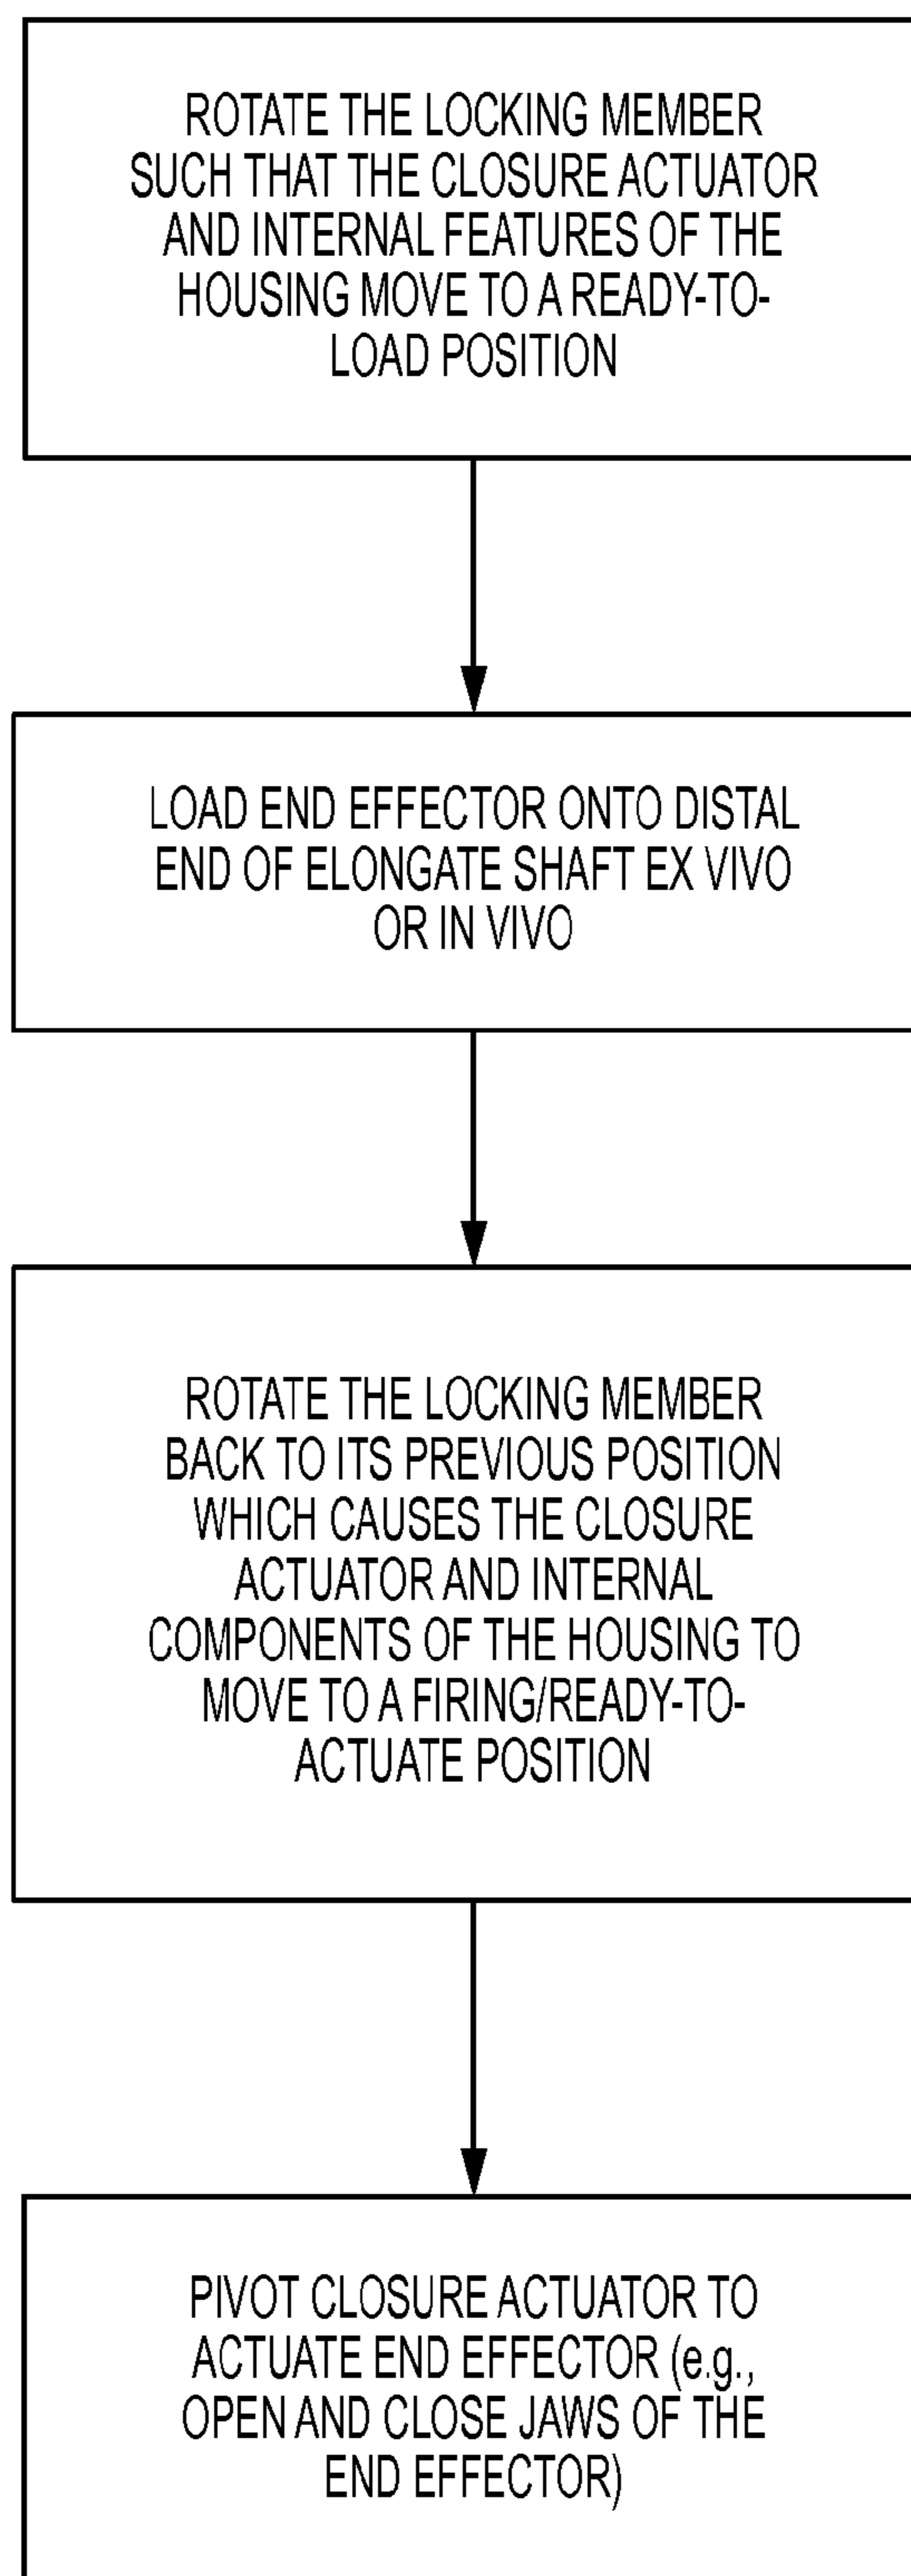 ROTATE THE LOCKING MEMBER
SUCH THAT THE CLOSURE ACTUATOR
AND INTERNAL FEATURES OF THE
HOUSING MOVE TO A READY-TO-
LOAD POSITION
LOAD END EFFECTOR ONTO DISTAL
END OF ELONGATE SHAFT EX VIVO
OR IN VIVO
ROTATE THE LOCKING MEMBER
BACK TO ITS PREVIOUS POSITION
WHICH CAUSES THE CLOSURE
ACTUATOR AND INTERNAL
COMPONENTS OF THE HOUSING TO
MOVE TO A FIRING/READY-TO-
ACTUATE POSITION
PIVOT CLOSURE ACTUATOR TO
ACTUATE END EFFECTOR (e.g.,
OPEN AND CLOSE JAWS OF THE
END EFFECTOR)